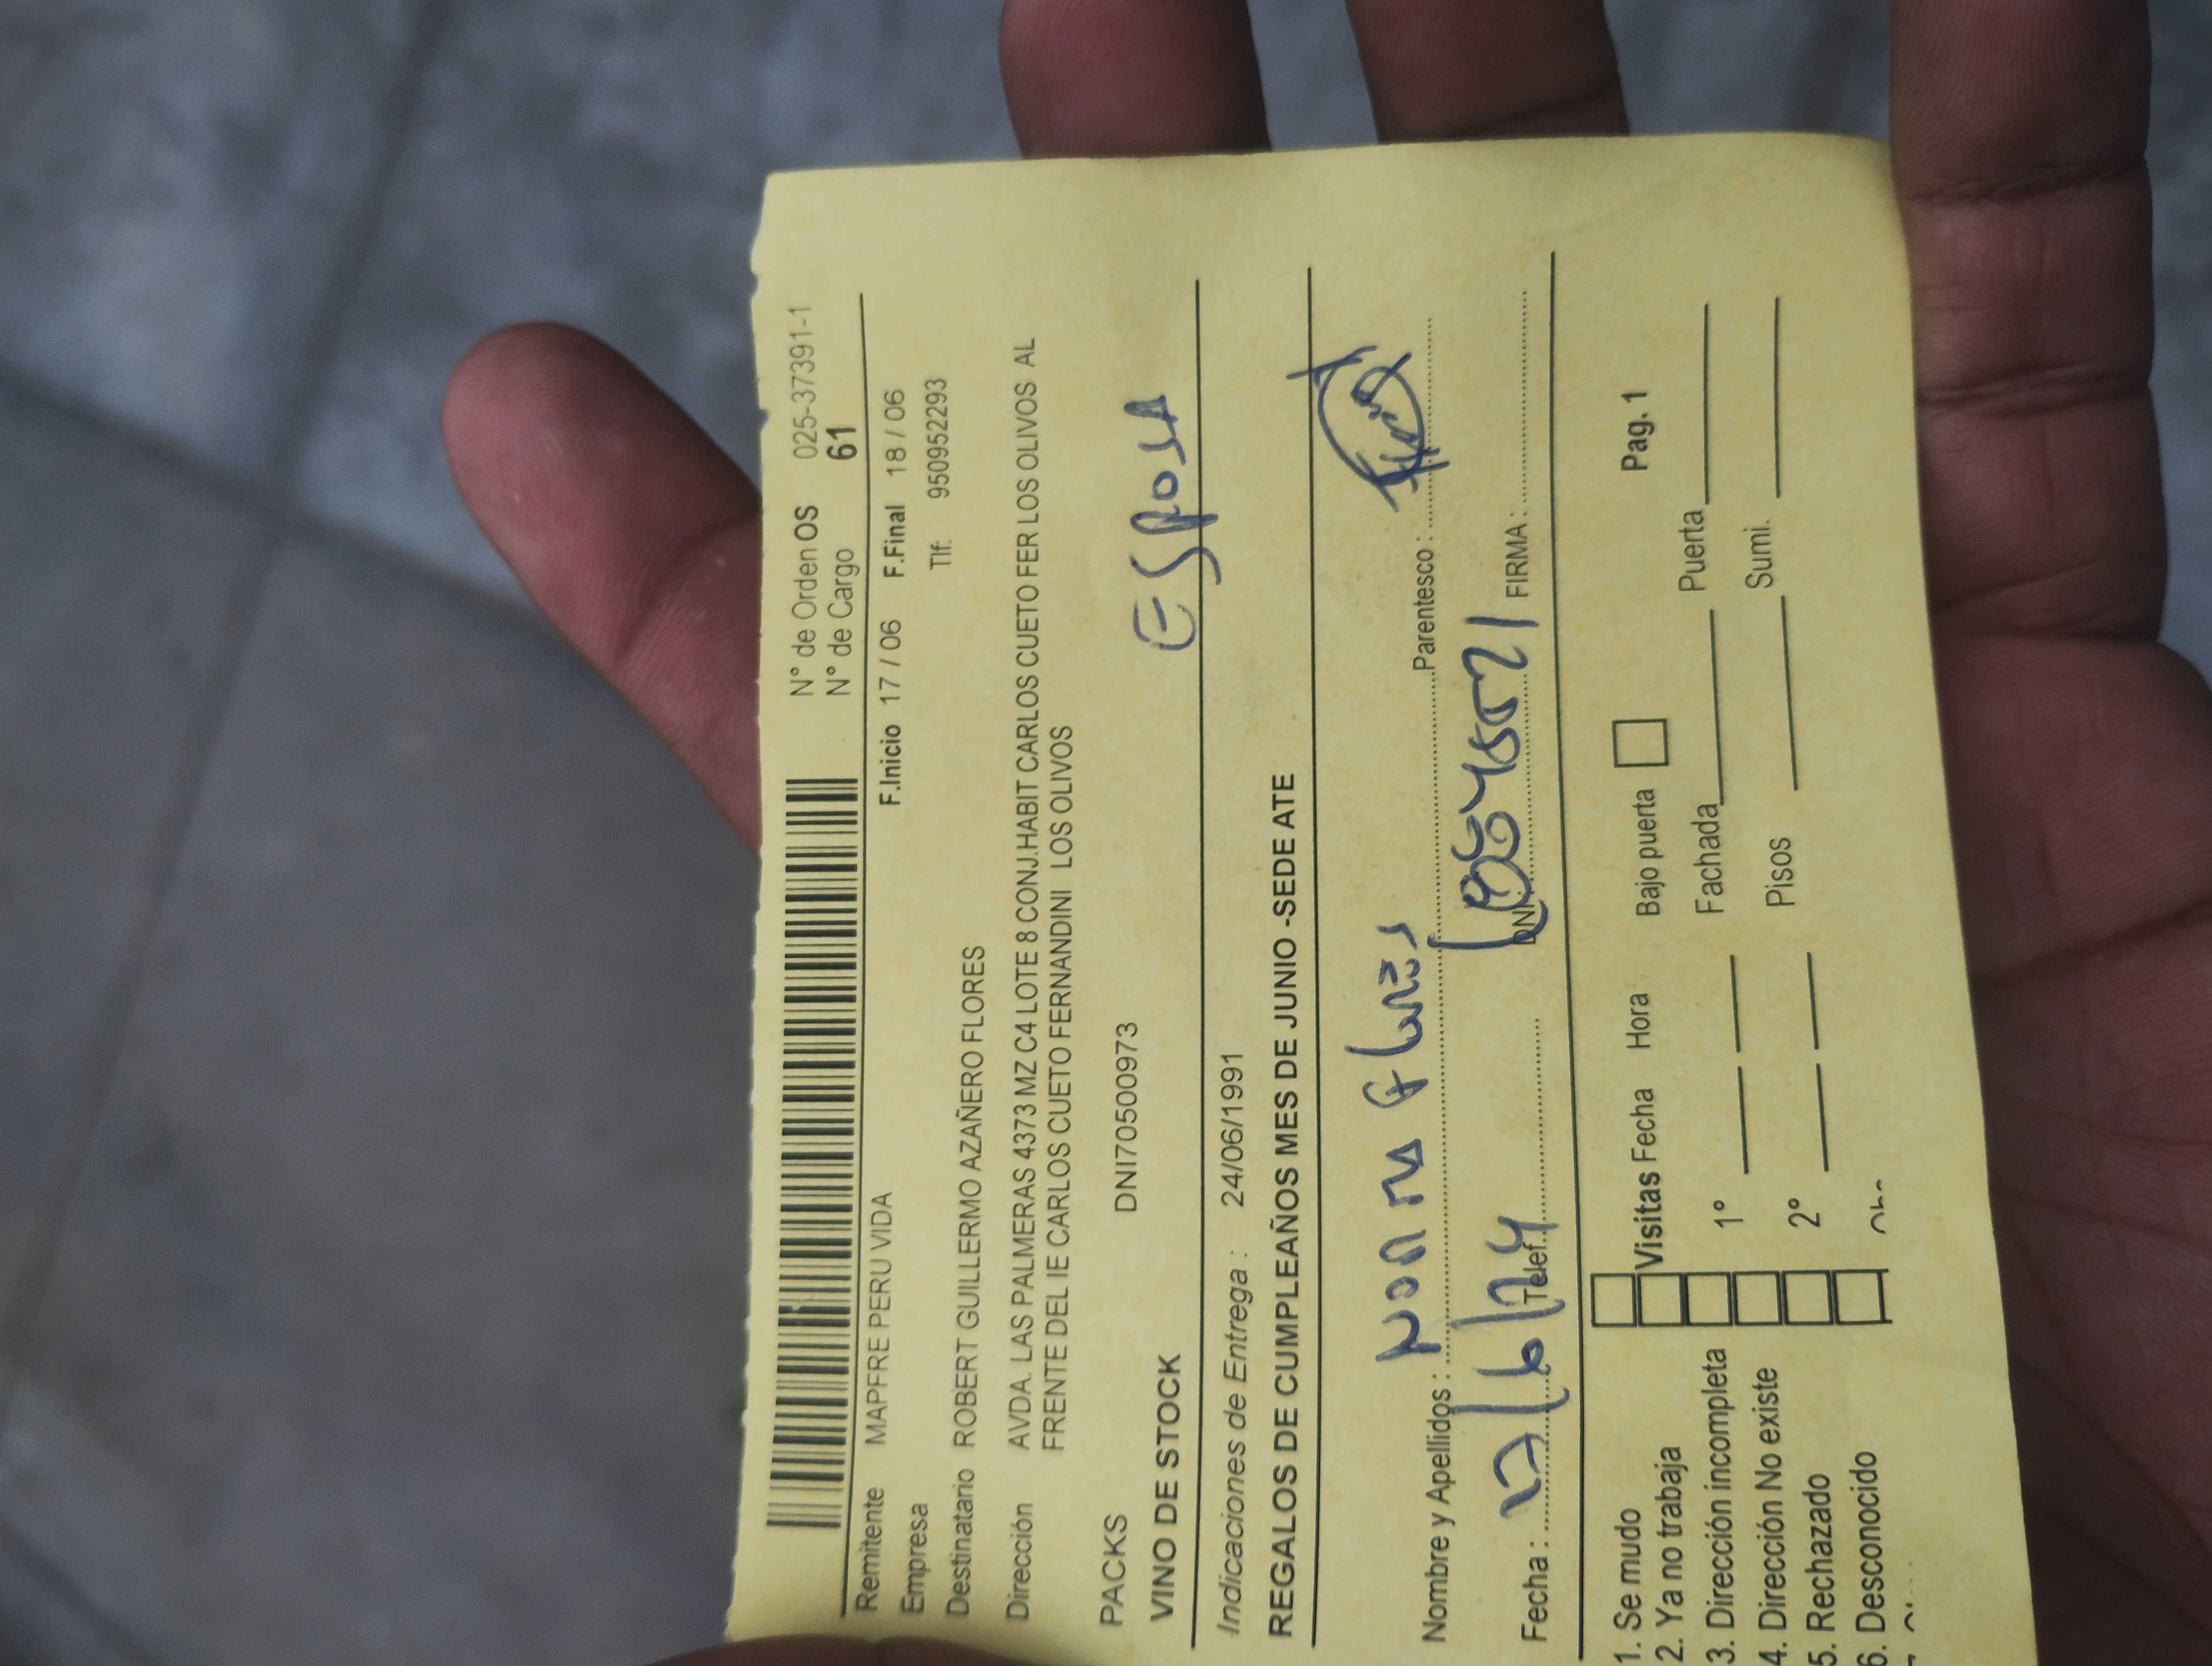 N° de Orden OS 025-37391-1
N° de Cargo 61
Remitente MAPFRE PERU VIDA F.Inicio 17 / 06 F.Final 18 / 06
Empresa Tlf: 950952293
Destinatario ROBERT GUILLERMO AZAÑERO FLORES
Dirección AVDA. LAS PALMERAS 4373 MZ C4 LOTE 8 CONJ.HABIT CARLOS CUETO FER LOS OLIVOS AL
FRENTE DEL IE CARLOS CUETO FERNANDINI LOS OLIVOS
PACKS DNI70500973
VINO DE STOCK ESPOSA
Indicaciones de Entrega : 24/06/1991
REGALOS DE CUMPLEAÑOS MES DE JUNIO -SEDE ATE
Nombre y Apellidos : Flores Parentesco :
Fecha : 17/6/24 Telef. DNI FIRMA :
1. Se mudo
2. Ya no trabaja Visitas Fecha Hora Bajo puerta Pag. 1
3. Dirección incompleta 1° Fachada Puerta
4. Dirección No existe
5. Rechazado 2° Pisos Sumi.
6. Desconocido